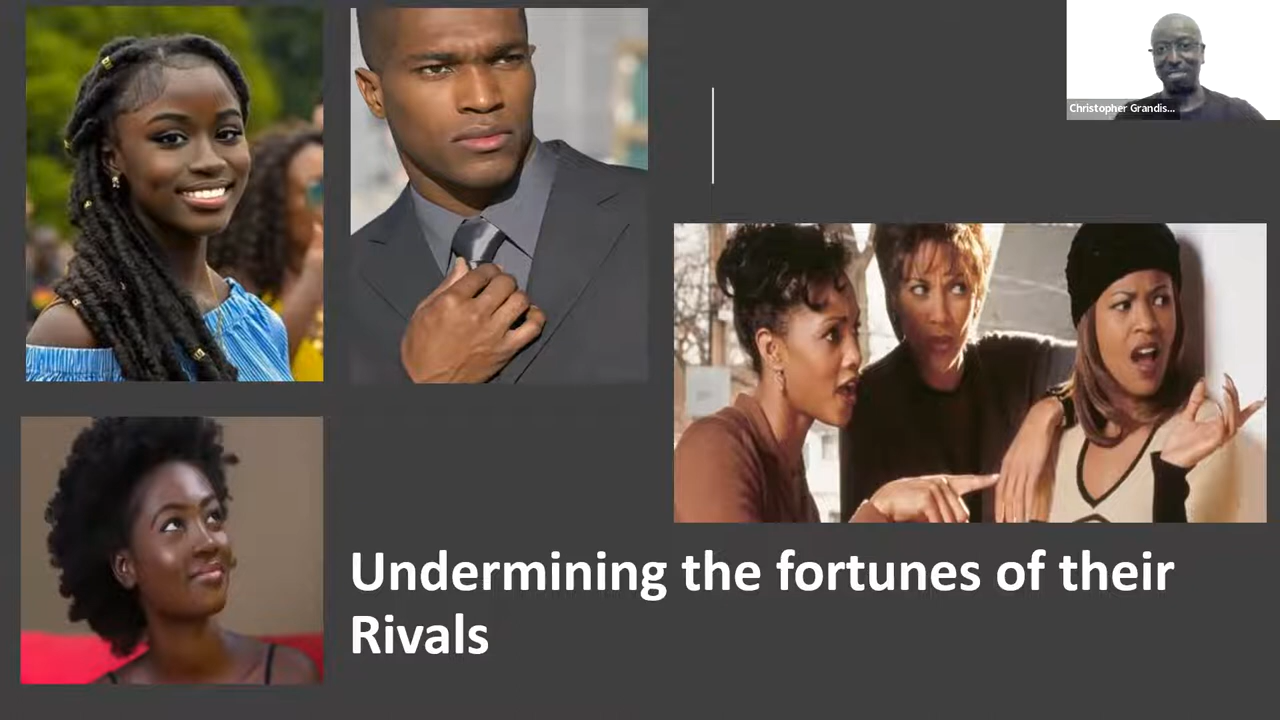 Christopher Grandis...
Undermining the fortunes of their
Rivals